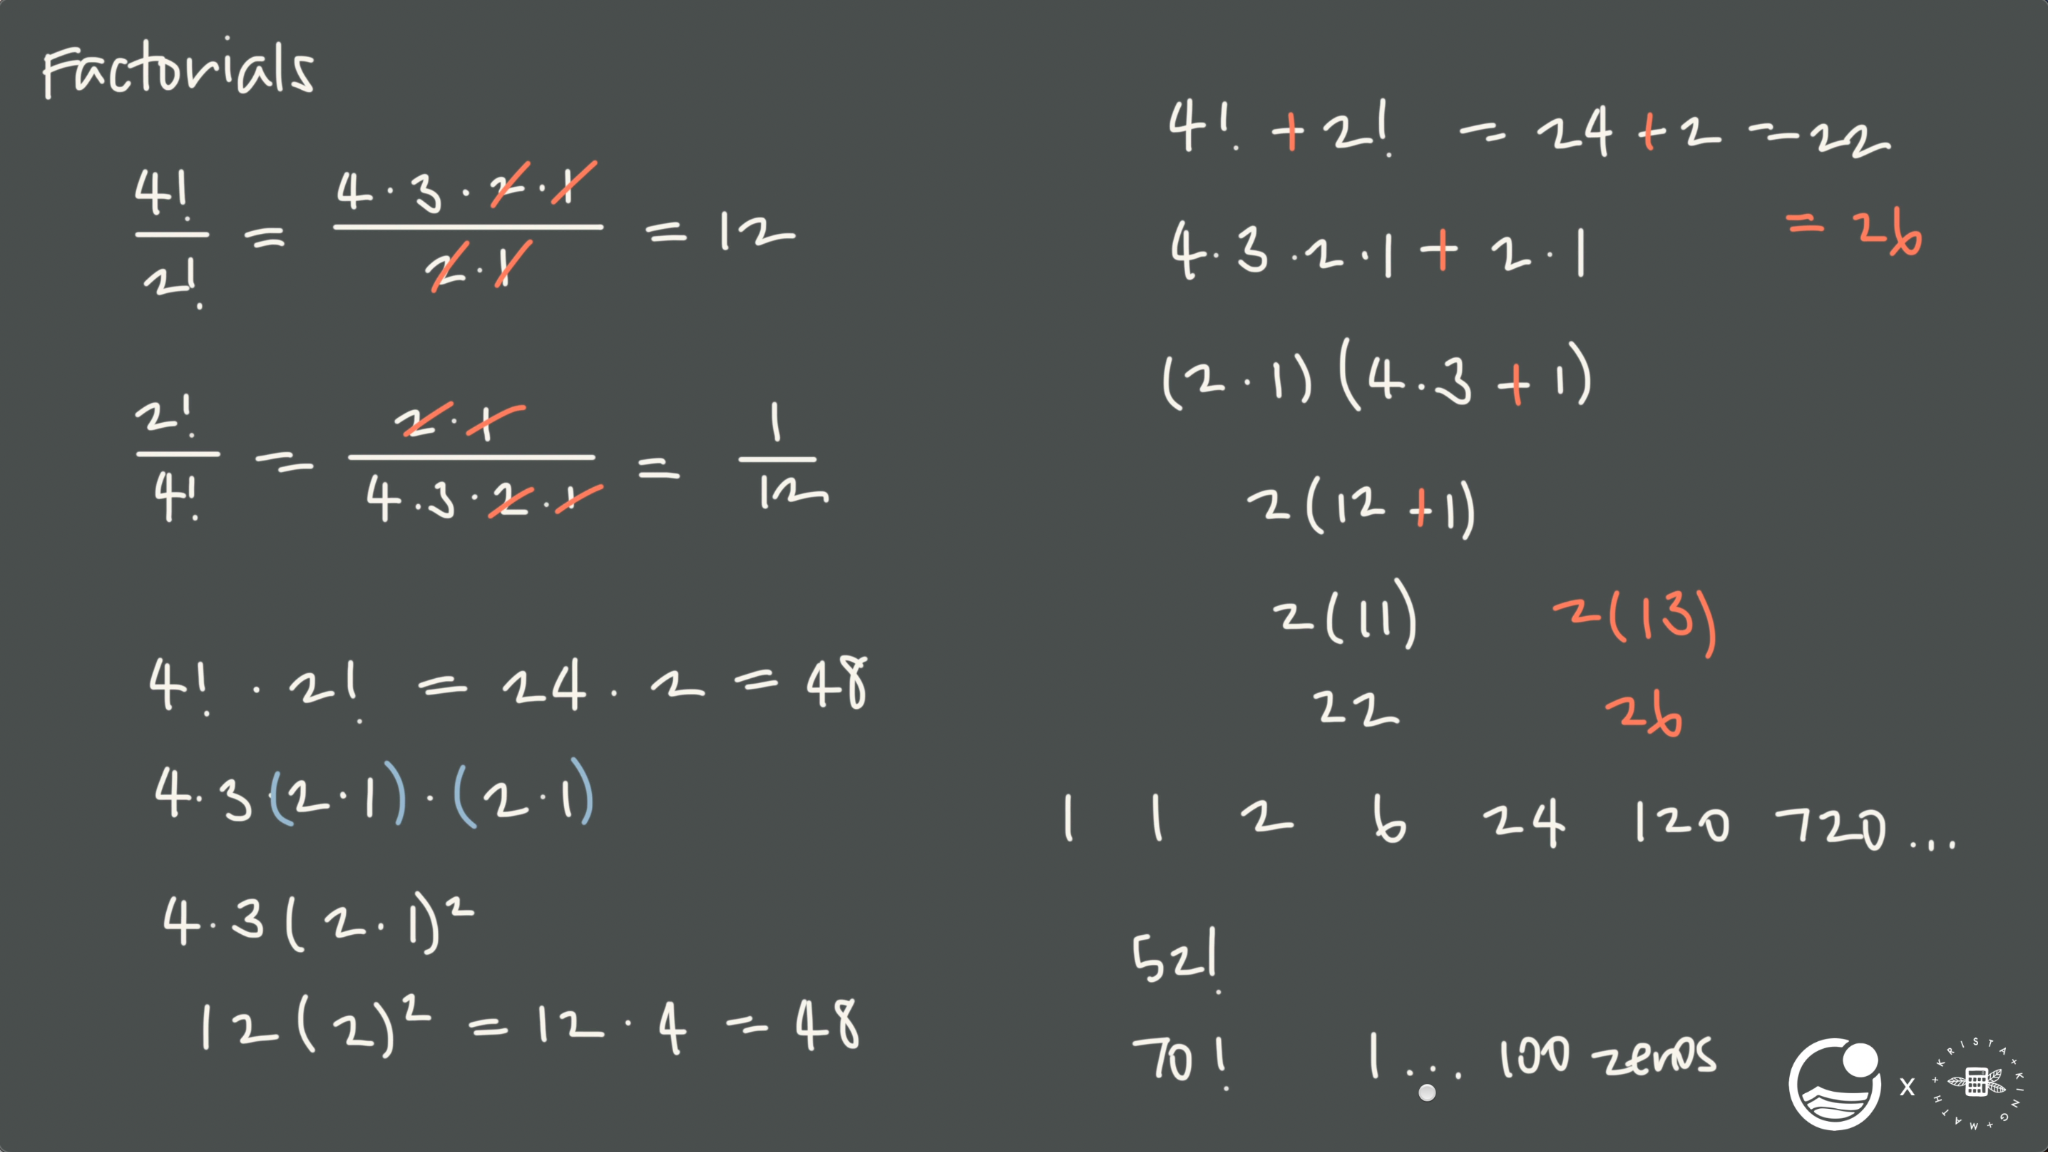 Factorials
4!/2! = 4·3·2·1/2·1 = 12
2!/4! = 2·1/4·3·2·1 = 1/12
4! · 2! = 24 · 2 = 48
4·3(2·1)·(2·1)
4·3(2·1)²
12(2)² = 12·4 = 48
4! + 2! = 24 + 2 = 22
= 26
4·3·2·1 + 2·1
(2·1)(4·3 + 1)
2(12 + 1)
2(11) 2(13)
22 26
1 1 2 6 24 120 720...
52!
70! 1... 100 zeros
x
KRISTA + KING + MATH +